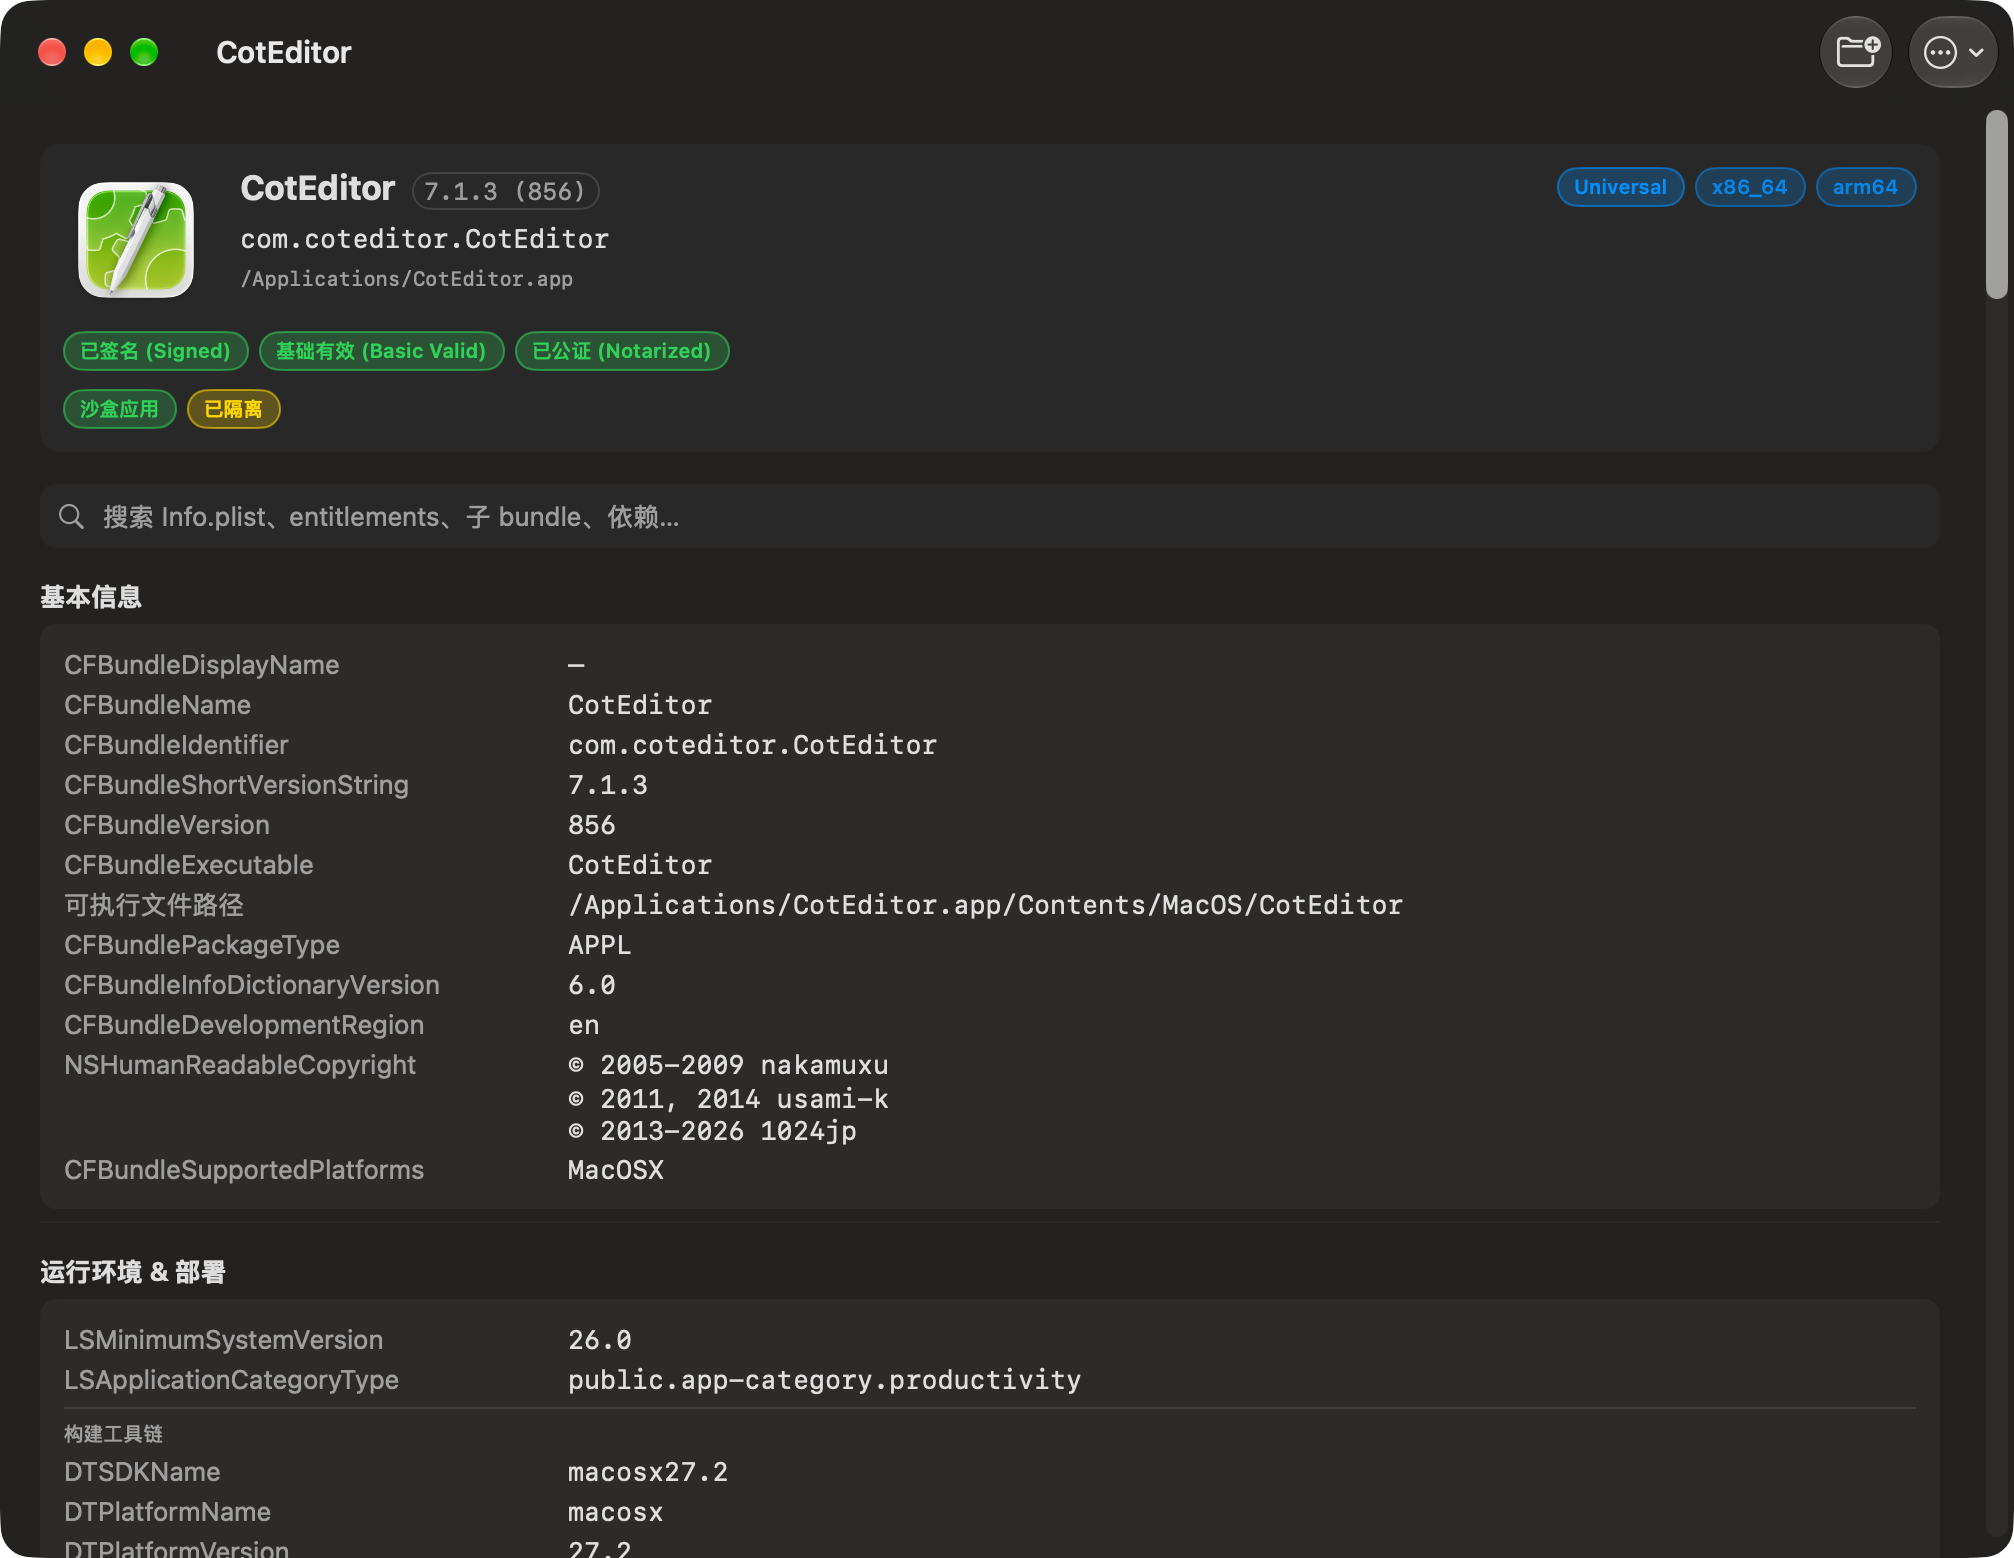 CotEditor
CotEditor 7.1.3 (856)
Universal x86_64 arm64
com.coteditor.CotEditor
/Applications/CotEditor.app
已签名 (Signed) 基础有效 (Basic Valid) 已公证 (Notarized)
沙盒应用 已隔离
搜索 Info.plist、entitlements、子 bundle、依赖...
基本信息
CFBundleDisplayName —
CFBundleName CotEditor
CFBundleIdentifier com.coteditor.CotEditor
CFBundleShortVersionString 7.1.3
CFBundleVersion 856
CFBundleExecutable CotEditor
可执行文件路径 /Applications/CotEditor.app/Contents/MacOS/CotEditor
CFBundlePackageType APPL
CFBundleInfoDictionaryVersion 6.0
CFBundleDevelopmentRegion en
NSHumanReadableCopyright © 2005–2009 nakamuxu
© 2011, 2014 usami-k
© 2013–2026 1024jp
CFBundleSupportedPlatforms MacOSX
运行环境 & 部署
LSMinimumSystemVersion 26.0
LSApplicationCategoryType public.app-category.productivity
构建工具链
DTSDKName macosx27.2
DTPlatformName macosx
DTPlatformVersion 27.2